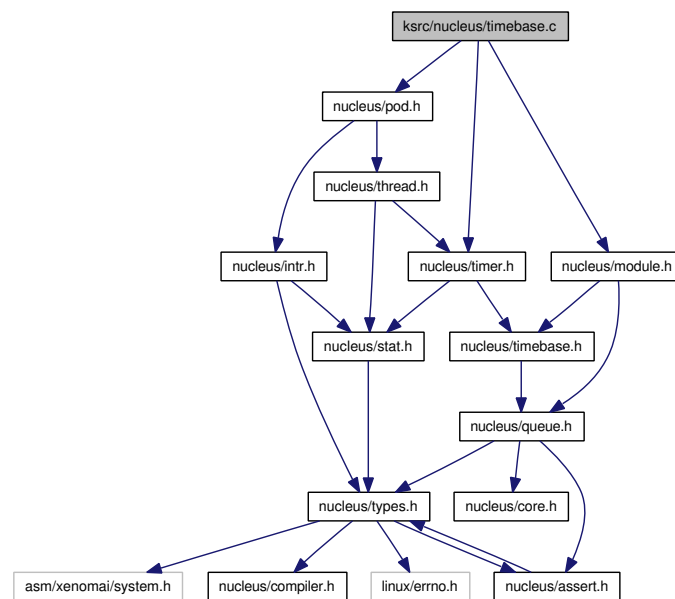 ksrc/nucleus/timebase.c
nucleus/pod.h
nucleus/thread.h
nucleus/intr.h
nucleus/timer.h
nucleus/module.h
nucleus/stat.h
nucleus/timebase.h
nucleus/queue.h
nucleus/types.h
nucleus/core.h
asm/xenomai/system.h
nucleus/compiler.h
linux/errno.h
nucleus/assert.h